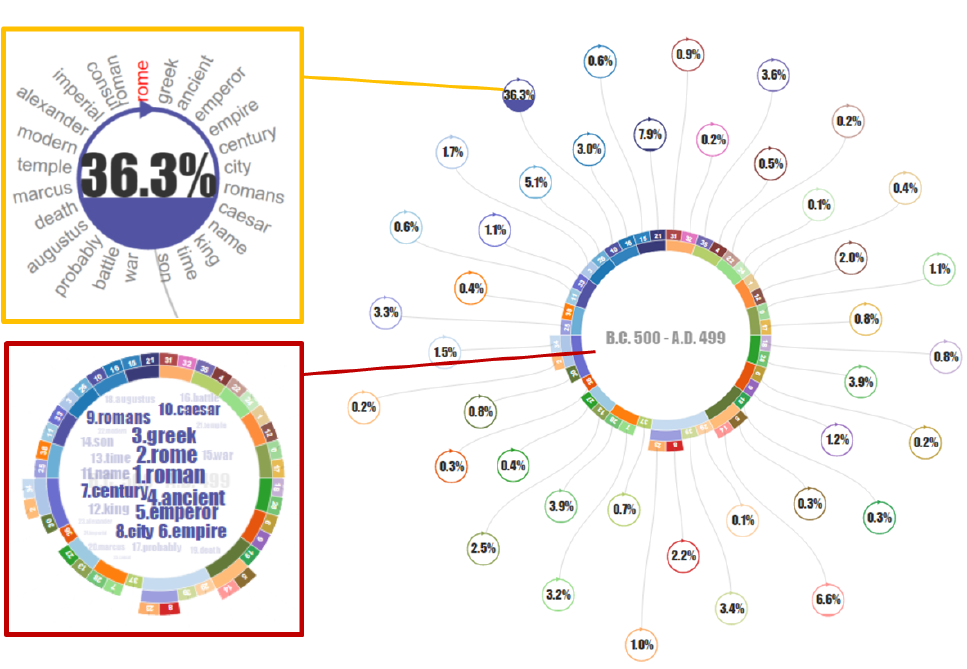 rome
greek
ancient
emperor
empire
century
city
romans
caesar
name
king
time
son
war
battle
probably
augustus
death
marcus
temple
modern
alexander
imperial
consul
roman
36.3%
0.6%
0.9%
3.6%
36.3%
0.2%
7.9%
0.2%
3.0%
1.7%
0.5%
5.1%
0.4%
0.1%
0.6%
1.1%
2.0%
1.1%
0.4%
3.3%
0.8%
B.C. 500 - A.D. 499
1.5%
0.8%
3.9%
0.2%
0.8%
1.2%
0.2%
0.3%
0.4%
3.9%
0.7%
0.3%
0.1%
0.3%
2.5%
2.2%
3.2%
6.6%
3.4%
1.0%
18.augustus
16.battle
10.caesar
9.romans
3.greek
14.son
2.rome
15.war
13.time
11.name
1.roman
7.century
4.ancient
12.king
5.emperor
8.city
6.empire
20.marcus
17.probably
19.death